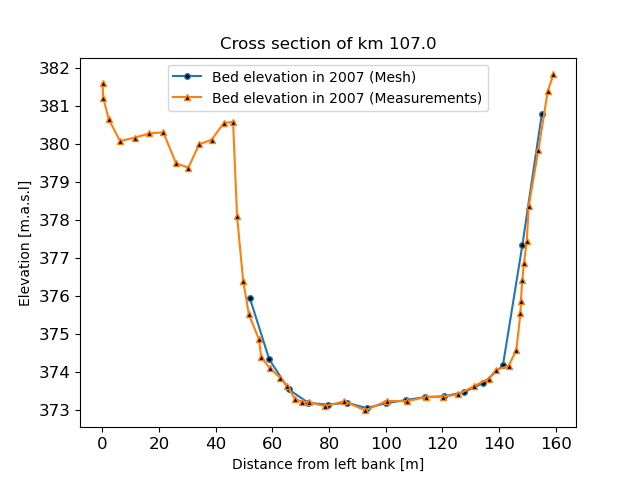 Cross section of km 107.0
Bed elevation in 2007 (Mesh)
Bed elevation in 2007 (Measurements)
382
381
380
379
378
377
376
375
374
373
Elevation [m.a.s.l]
0 20 40 60 80 100 120 140 160
Distance from left bank [m]